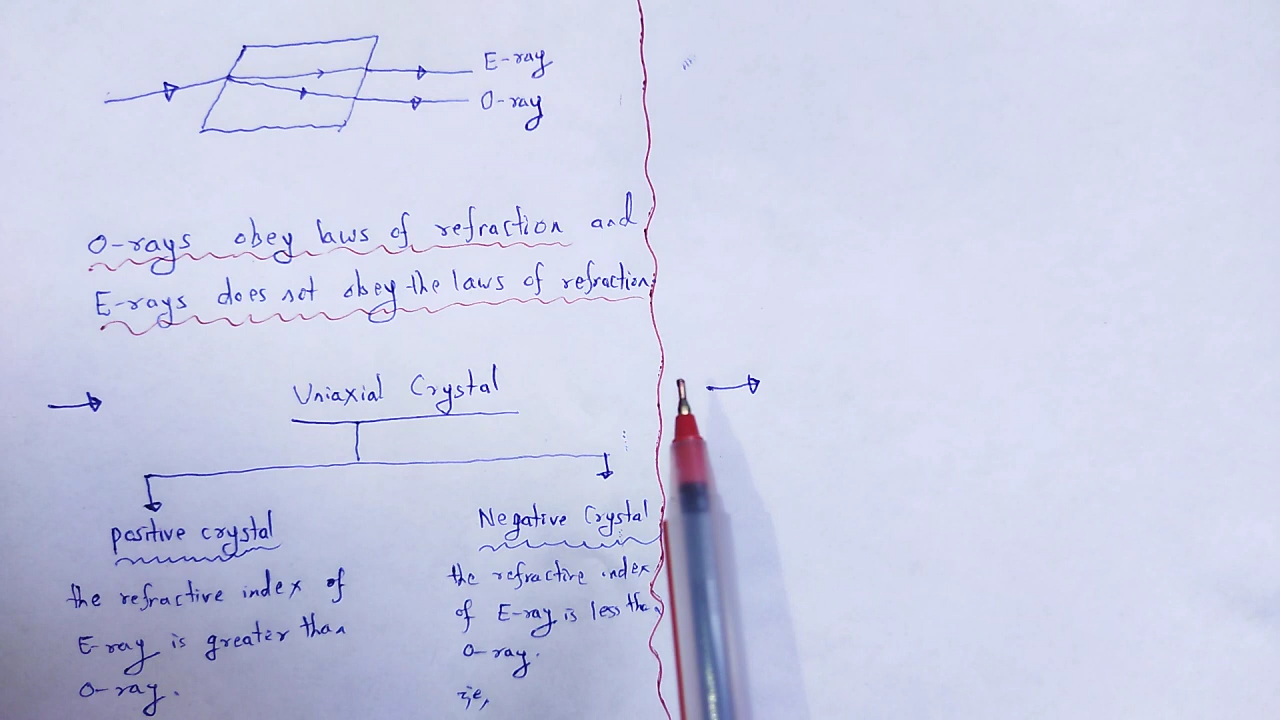 E-ray
O-ray
O-rays obey laws of refraction and
E-rays does not obey the laws of refraction.
Uniaxial Crystal
positive crystal
the refractive index of
E-ray is greater than
O-ray.
Negative Crystal
the refractive index
of E-ray is less than
O-ray.
i,e,